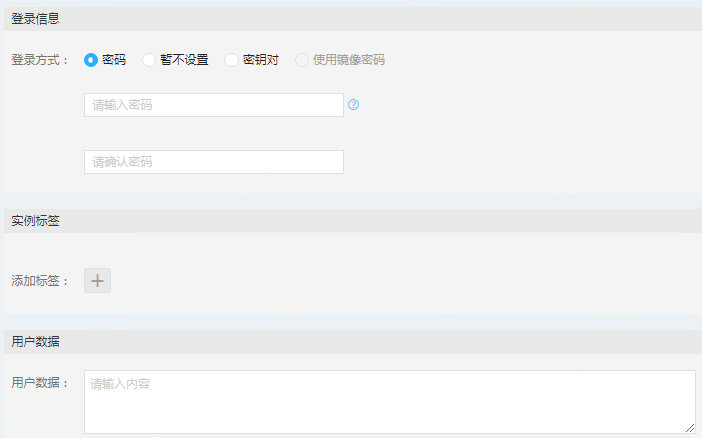 登录信息
登录方式： 密码 暂不设置 密钥对 使用镜像密码
请输入密码 ?
请确认密码
实例标签
添加标签： +
用户数据
用户数据： 请输入内容